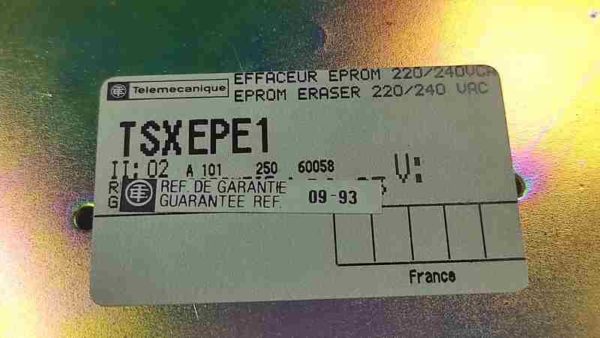 Telemecanique
EFFACEUR EPROM 220/240VCA
EPROM ERASER 220/240 VAC
TSXEPE1
II: 02 A 101 250 60058 V:
R
G
REF. DE GARANTIE
GUARANTEE REF. 09-93
France